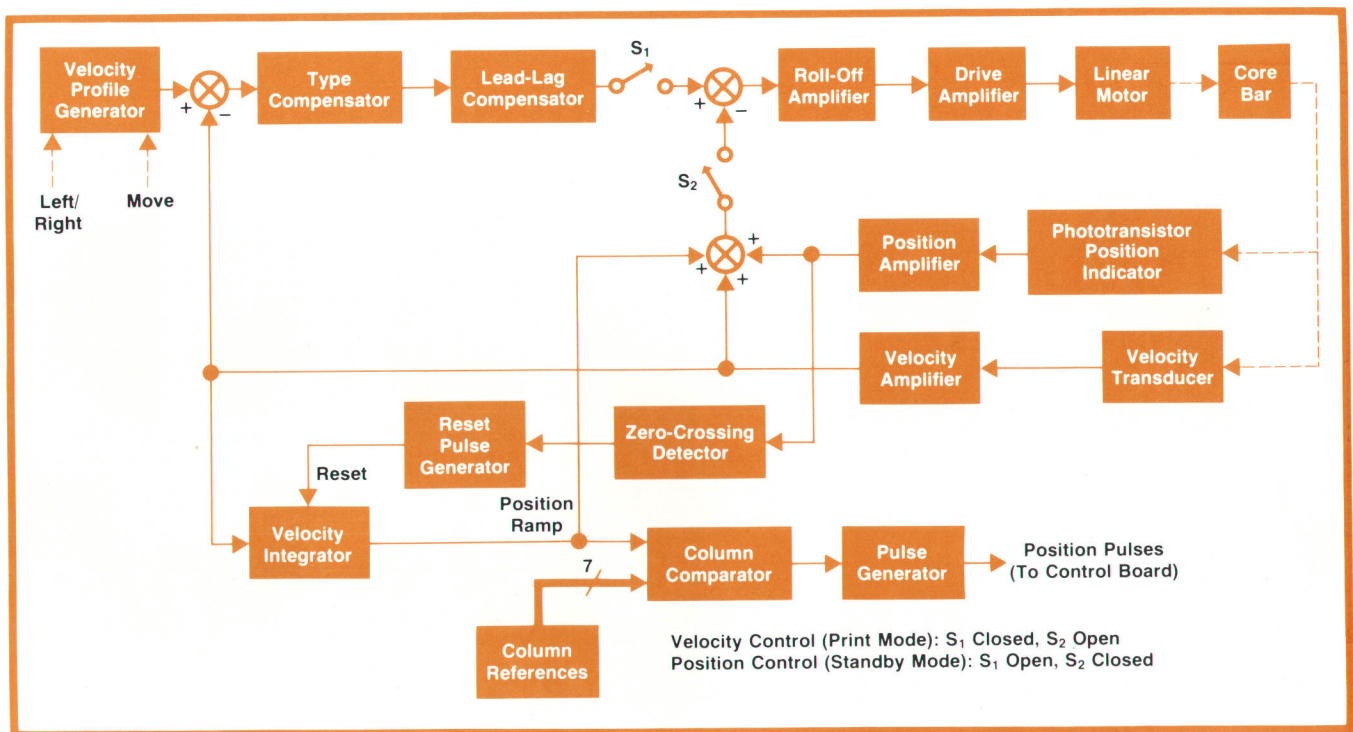 Velocity
Profile
Generator
+
−
Type
Compensator
Lead-Lag
Compensator
S1
+
−
Roll-Off
Amplifier
Drive
Amplifier
Linear
Motor
Core
Bar
Left/
Right
Move
S2
+
+
+
Position
Amplifier
Phototransistor
Position
Indicator
Velocity
Amplifier
Velocity
Transducer
Reset
Pulse
Generator
Zero-Crossing
Detector
Reset
Velocity
Integrator
Position
Ramp
7
Column
Comparator
Pulse
Generator
Position Pulses
(To Control Board)
Column
References
Velocity Control (Print Mode): S1 Closed, S2 Open
Position Control (Standby Mode): S1 Open, S2 Closed